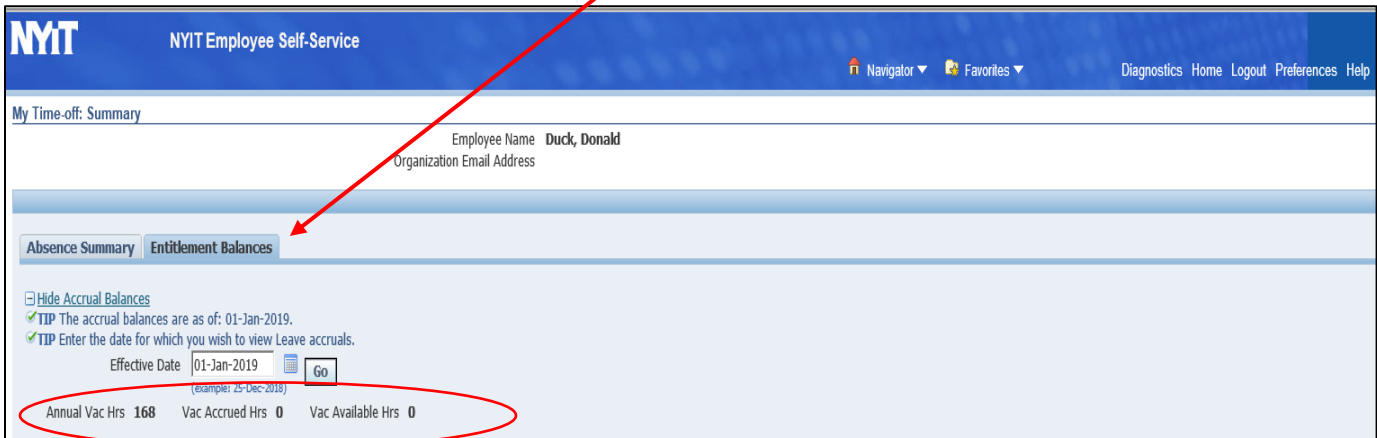 NYiT NYIT Employee Self-Service
Navigator Favorites Diagnostics Home Logout Preferences Help
My Time-off: Summary
Employee Name Duck, Donald
Organization Email Address
Absence Summary Entitlement Balances
Hide Accrual Balances
TIP The accrual balances are as of: 01-Jan-2019.
TIP Enter the date for which you wish to view Leave accruals.
Effective Date 01-Jan-2019 Go
(example: 25-Dec-2018)
Annual Vac Hrs 168 Vac Accrued Hrs 0 Vac Available Hrs 0